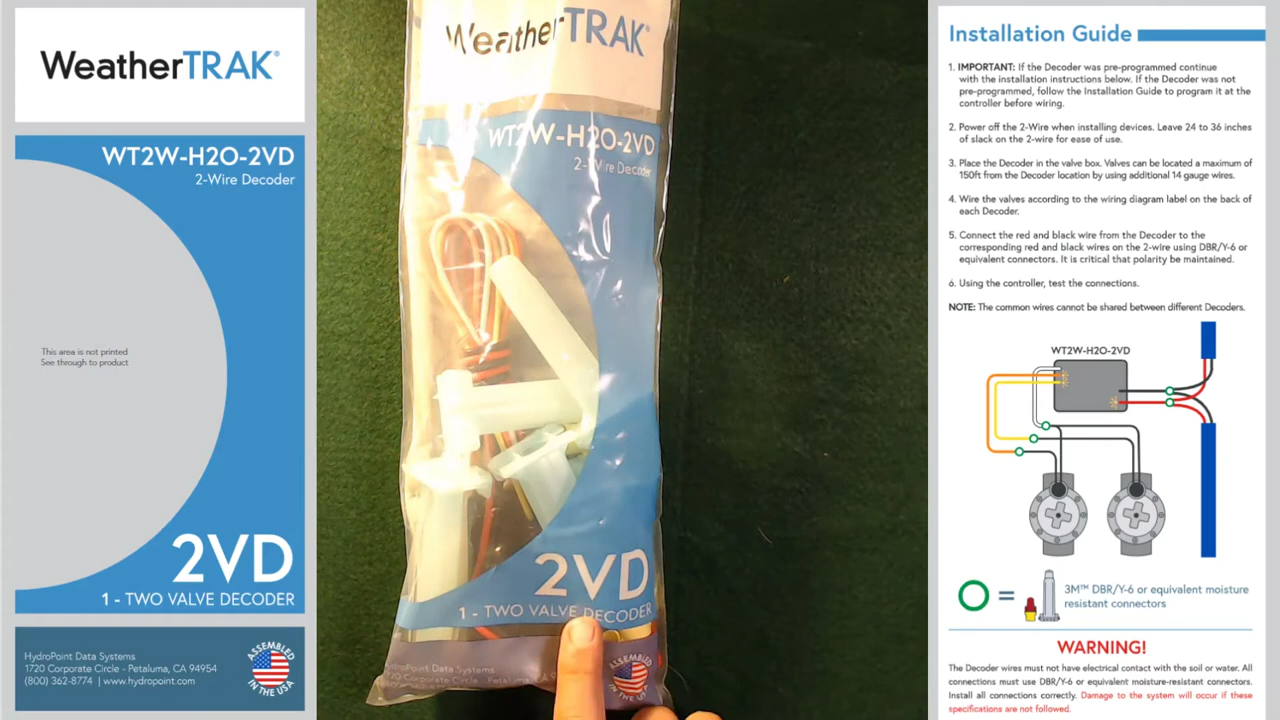 WeatherTRAK®
WT2W-H2O-2VD
2-Wire Decoder
This area is not printed
See through to product
2VD
1 - TWO VALVE DECODER
HydroPoint Data Systems
1720 Corporate Circle - Petaluma, CA 94954
(800) 362-8774 | www.hydropoint.com
ASSEMBLED
IN THE USA
WeatherTRAK®
WT2W-H2O-2VD
2-Wire Decoder
2VD
1 - TWO VALVE DECODER
HydroPoint Data Systems
Corporate Circle - Petaluma,
ASSEMBLED
IN THE USA
Installation Guide
1. IMPORTANT: If the Decoder was pre-programmed continue
with the installation instructions below. If the Decoder was not
pre-programmed, follow the Installation Guide to program it at the
controller before wiring.
2. Power off the 2-Wire when installing devices. Leave 24 to 36 inches
of slack on the 2-wire for ease of use.
3. Place the Decoder in the valve box. Valves can be located a maximum of
150ft from the Decoder location by using additional 14 gauge wires.
4. Wire the valves according to the wiring diagram label on the back of
each Decoder.
5. Connect the red and black wire from the Decoder to the
corresponding red and black wires on the 2-wire using DBR/Y-6 or
equivalent connectors. It is critical that polarity be maintained.
6. Using the controller, test the connections.
NOTE: The common wires cannot be shared between different Decoders.
WT2W-H2O-2VD
= 3M™ DBR/Y-6 or equivalent moisture
resistant connectors
WARNING!
The Decoder wires must not have electrical contact with the soil or water. All
connections must use DBR/Y-6 or equivalent moisture-resistant connectors.
Install all connections correctly. Damage to the system will occur if these
specifications are not followed.